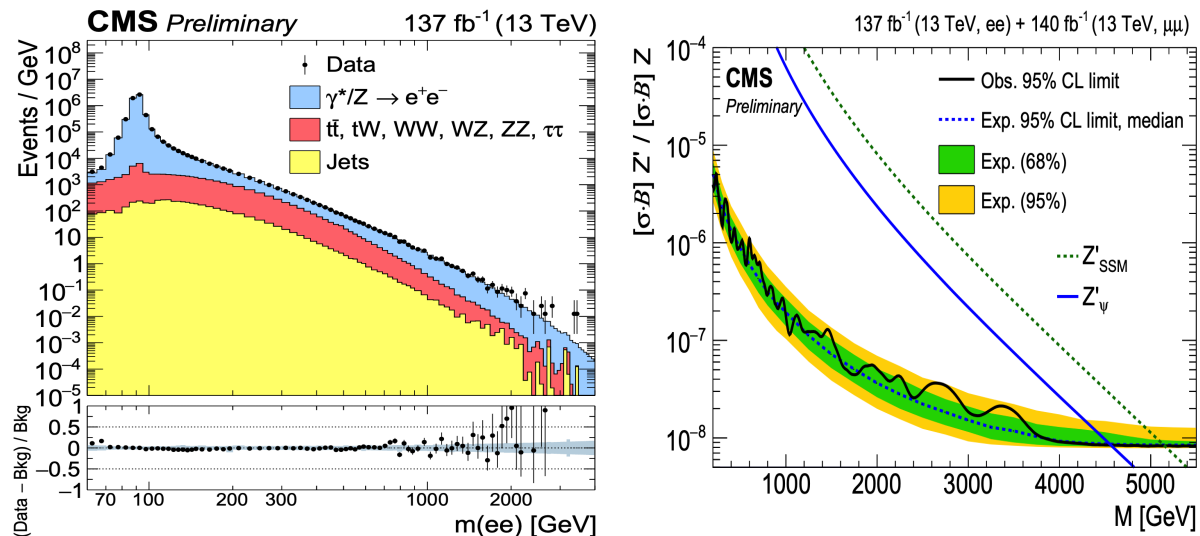 CMS Preliminary 137 fb⁻¹ (13 TeV)
Events / GeV
10⁸
10⁷
10⁶
10⁵
10⁴
10³
10²
10
1
10⁻¹
10⁻²
10⁻³
10⁻⁴
10⁻⁵
Data
γ*/Z → e⁺e⁻
tt̄, tW, WW, WZ, ZZ, ττ
Jets
(Data − Bkg) / Bkg
1
0.5
0
−0.5
−1
70 100 200 300 1000 2000
m(ee) [GeV]
137 fb⁻¹ (13 TeV, ee) + 140 fb⁻¹ (13 TeV, μμ)
[σ·B] Z′ / [σ·B] Z
10⁻⁴
10⁻⁵
10⁻⁶
10⁻⁷
10⁻⁸
CMS
Preliminary
Obs. 95% CL limit
Exp. 95% CL limit, median
Exp. (68%)
Exp. (95%)
Z'SSM
Z'ψ
1000 2000 3000 4000 5000
M [GeV]